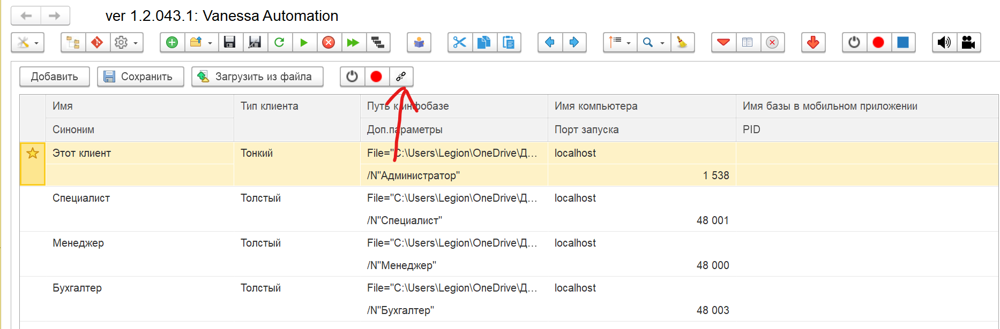 ver 1.2.043.1: Vanessa Automation
Добавить Сохранить Загрузить из файла
Имя Тип клиента Путь к инфобазе Имя компьютера Имя базы в мобильном приложении
Синоним Доп.параметры Порт запуска PID
Этот клиент Тонкий File="C:\Users\Legion\OneDrive\Д... localhost
/N"Администратор" 1 538
Специалист Толстый File="C:\Users\Legion\OneDrive\Д... localhost
/N"Специалист" 48 001
Менеджер Толстый File="C:\Users\Legion\OneDrive\Д... localhost
/N"Менеджер" 48 000
Бухгалтер Толстый File="C:\Users\Legion\OneDrive\Д... localhost
/N"Бухгалтер" 48 003